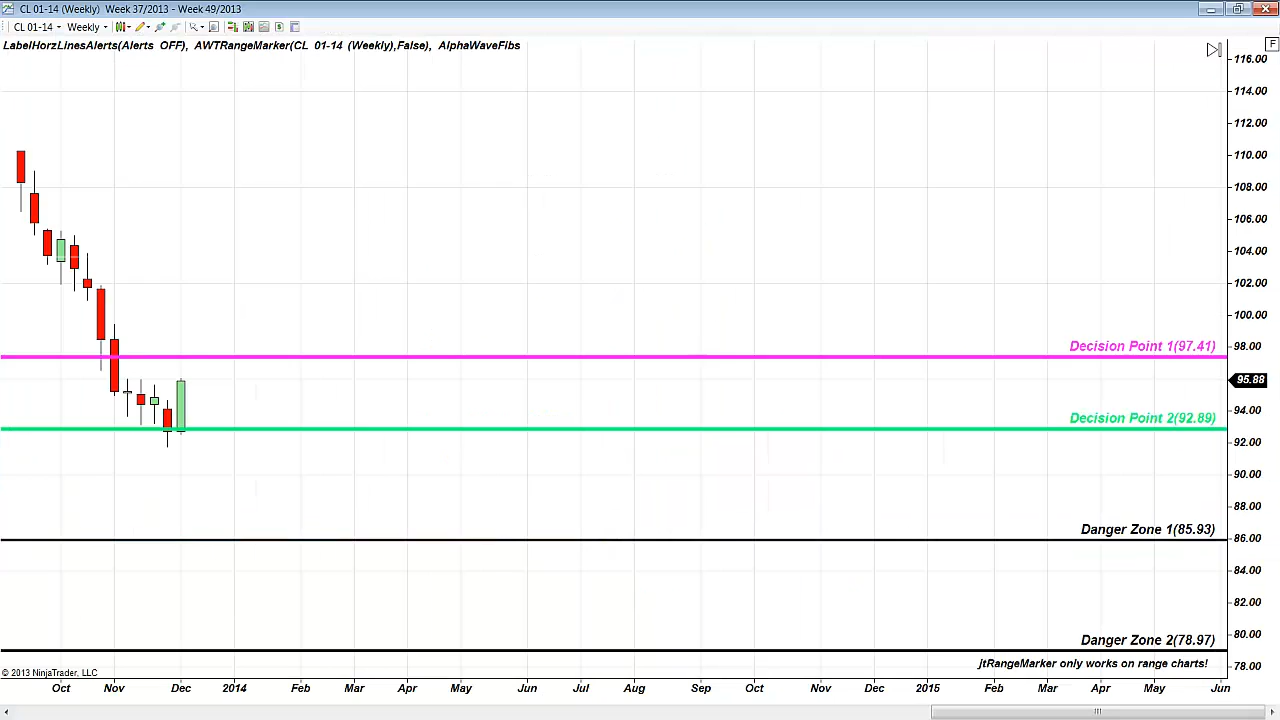 CL 01-14 (Weekly)  Week 37/2013 - Week 49/2013
CL 01-14 Weekly
LabelHorzLinesAlerts(Alerts OFF), AWTRangeMarker(CL 01-14 (Weekly),False), AlphaWaveFibs
F
116.00
114.00
112.00
110.00
108.00
106.00
104.00
102.00
100.00
98.00
Decision Point 1(97.41)
95.88
94.00
Decision Point 2(92.89)
92.00
90.00
88.00
Danger Zone 1(85.93)
86.00
84.00
82.00
80.00
Danger Zone 2(78.97)
78.00
jtRangeMarker only works on range charts!
© 2013 NinjaTrader, LLC
Oct Nov Dec 2014 Feb Mar Apr May Jun Jul Aug Sep Oct Nov Dec 2015 Feb Mar Apr May Jun